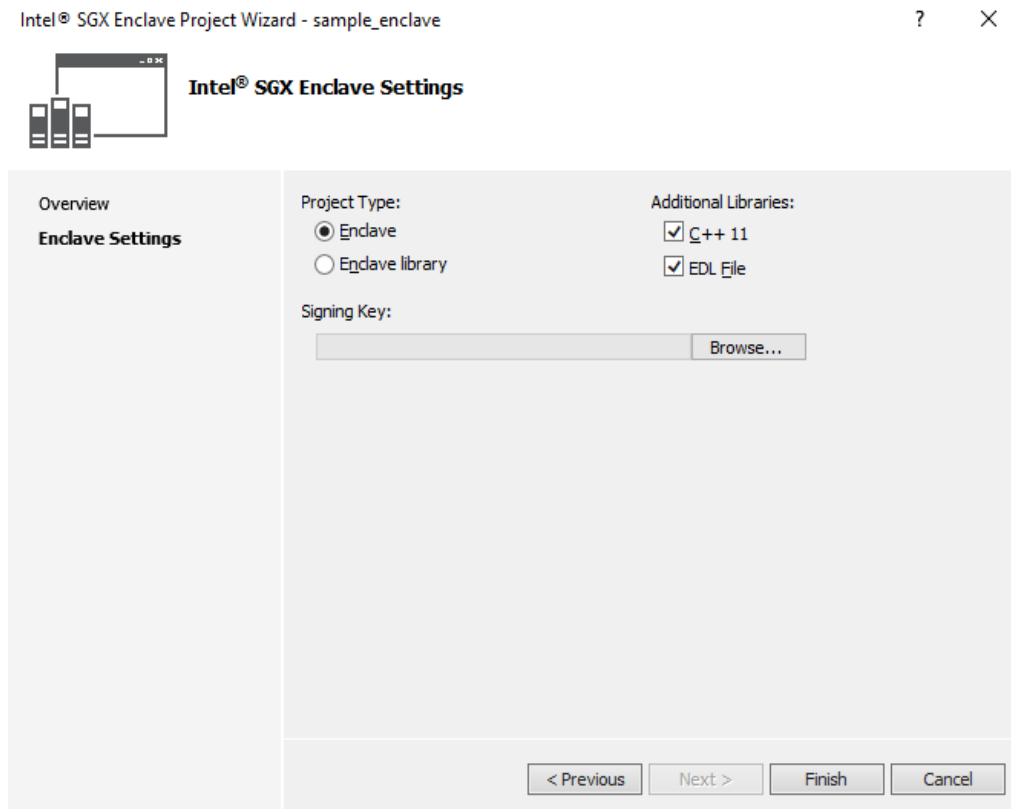 Intel® SGX Enclave Project Wizard - sample_enclave
?
Intel® SGX Enclave Settings
Overview
Enclave Settings
Project Type:
Enclave
Enclave library
Additional Libraries:
C++ 11
EDL File
Signing Key:
Browse...
< Previous
Next >
Finish
Cancel